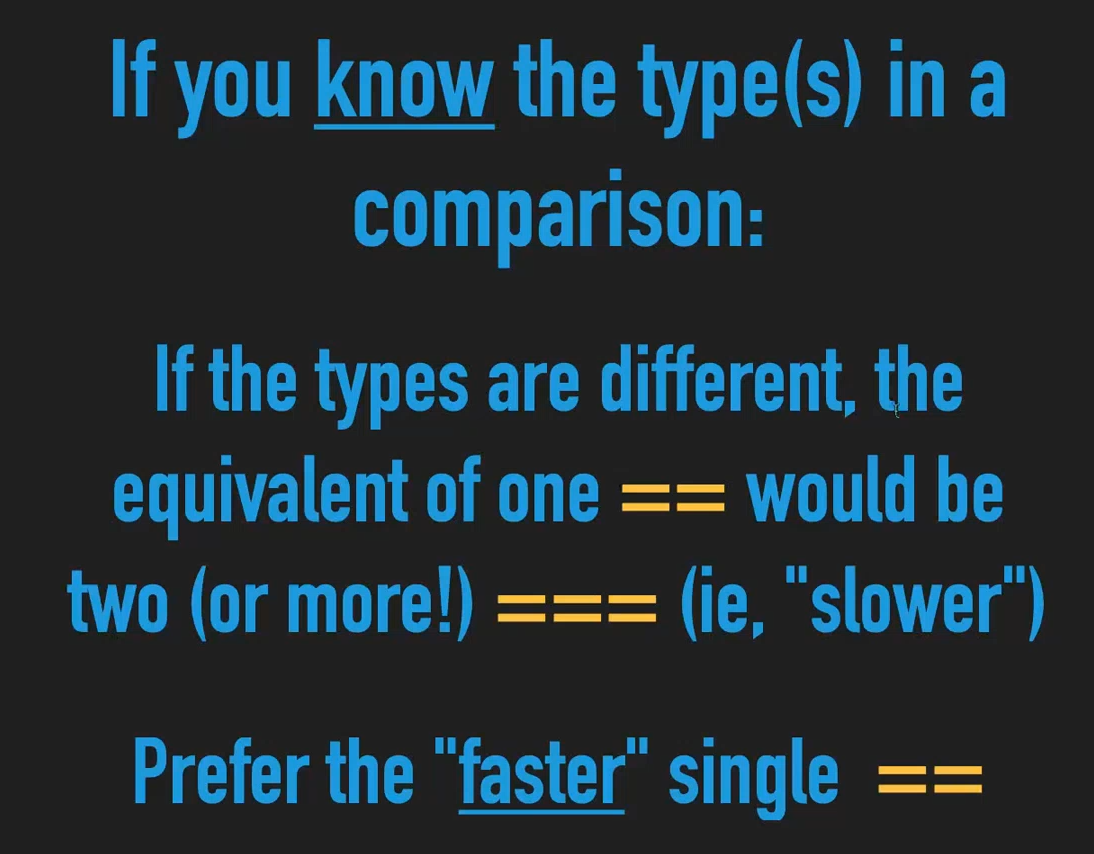 If you know the type(s) in a
comparison:
If the types are different, the
equivalent of one == would be
two (or more!) === (ie, "slower")
Prefer the "faster" single ==